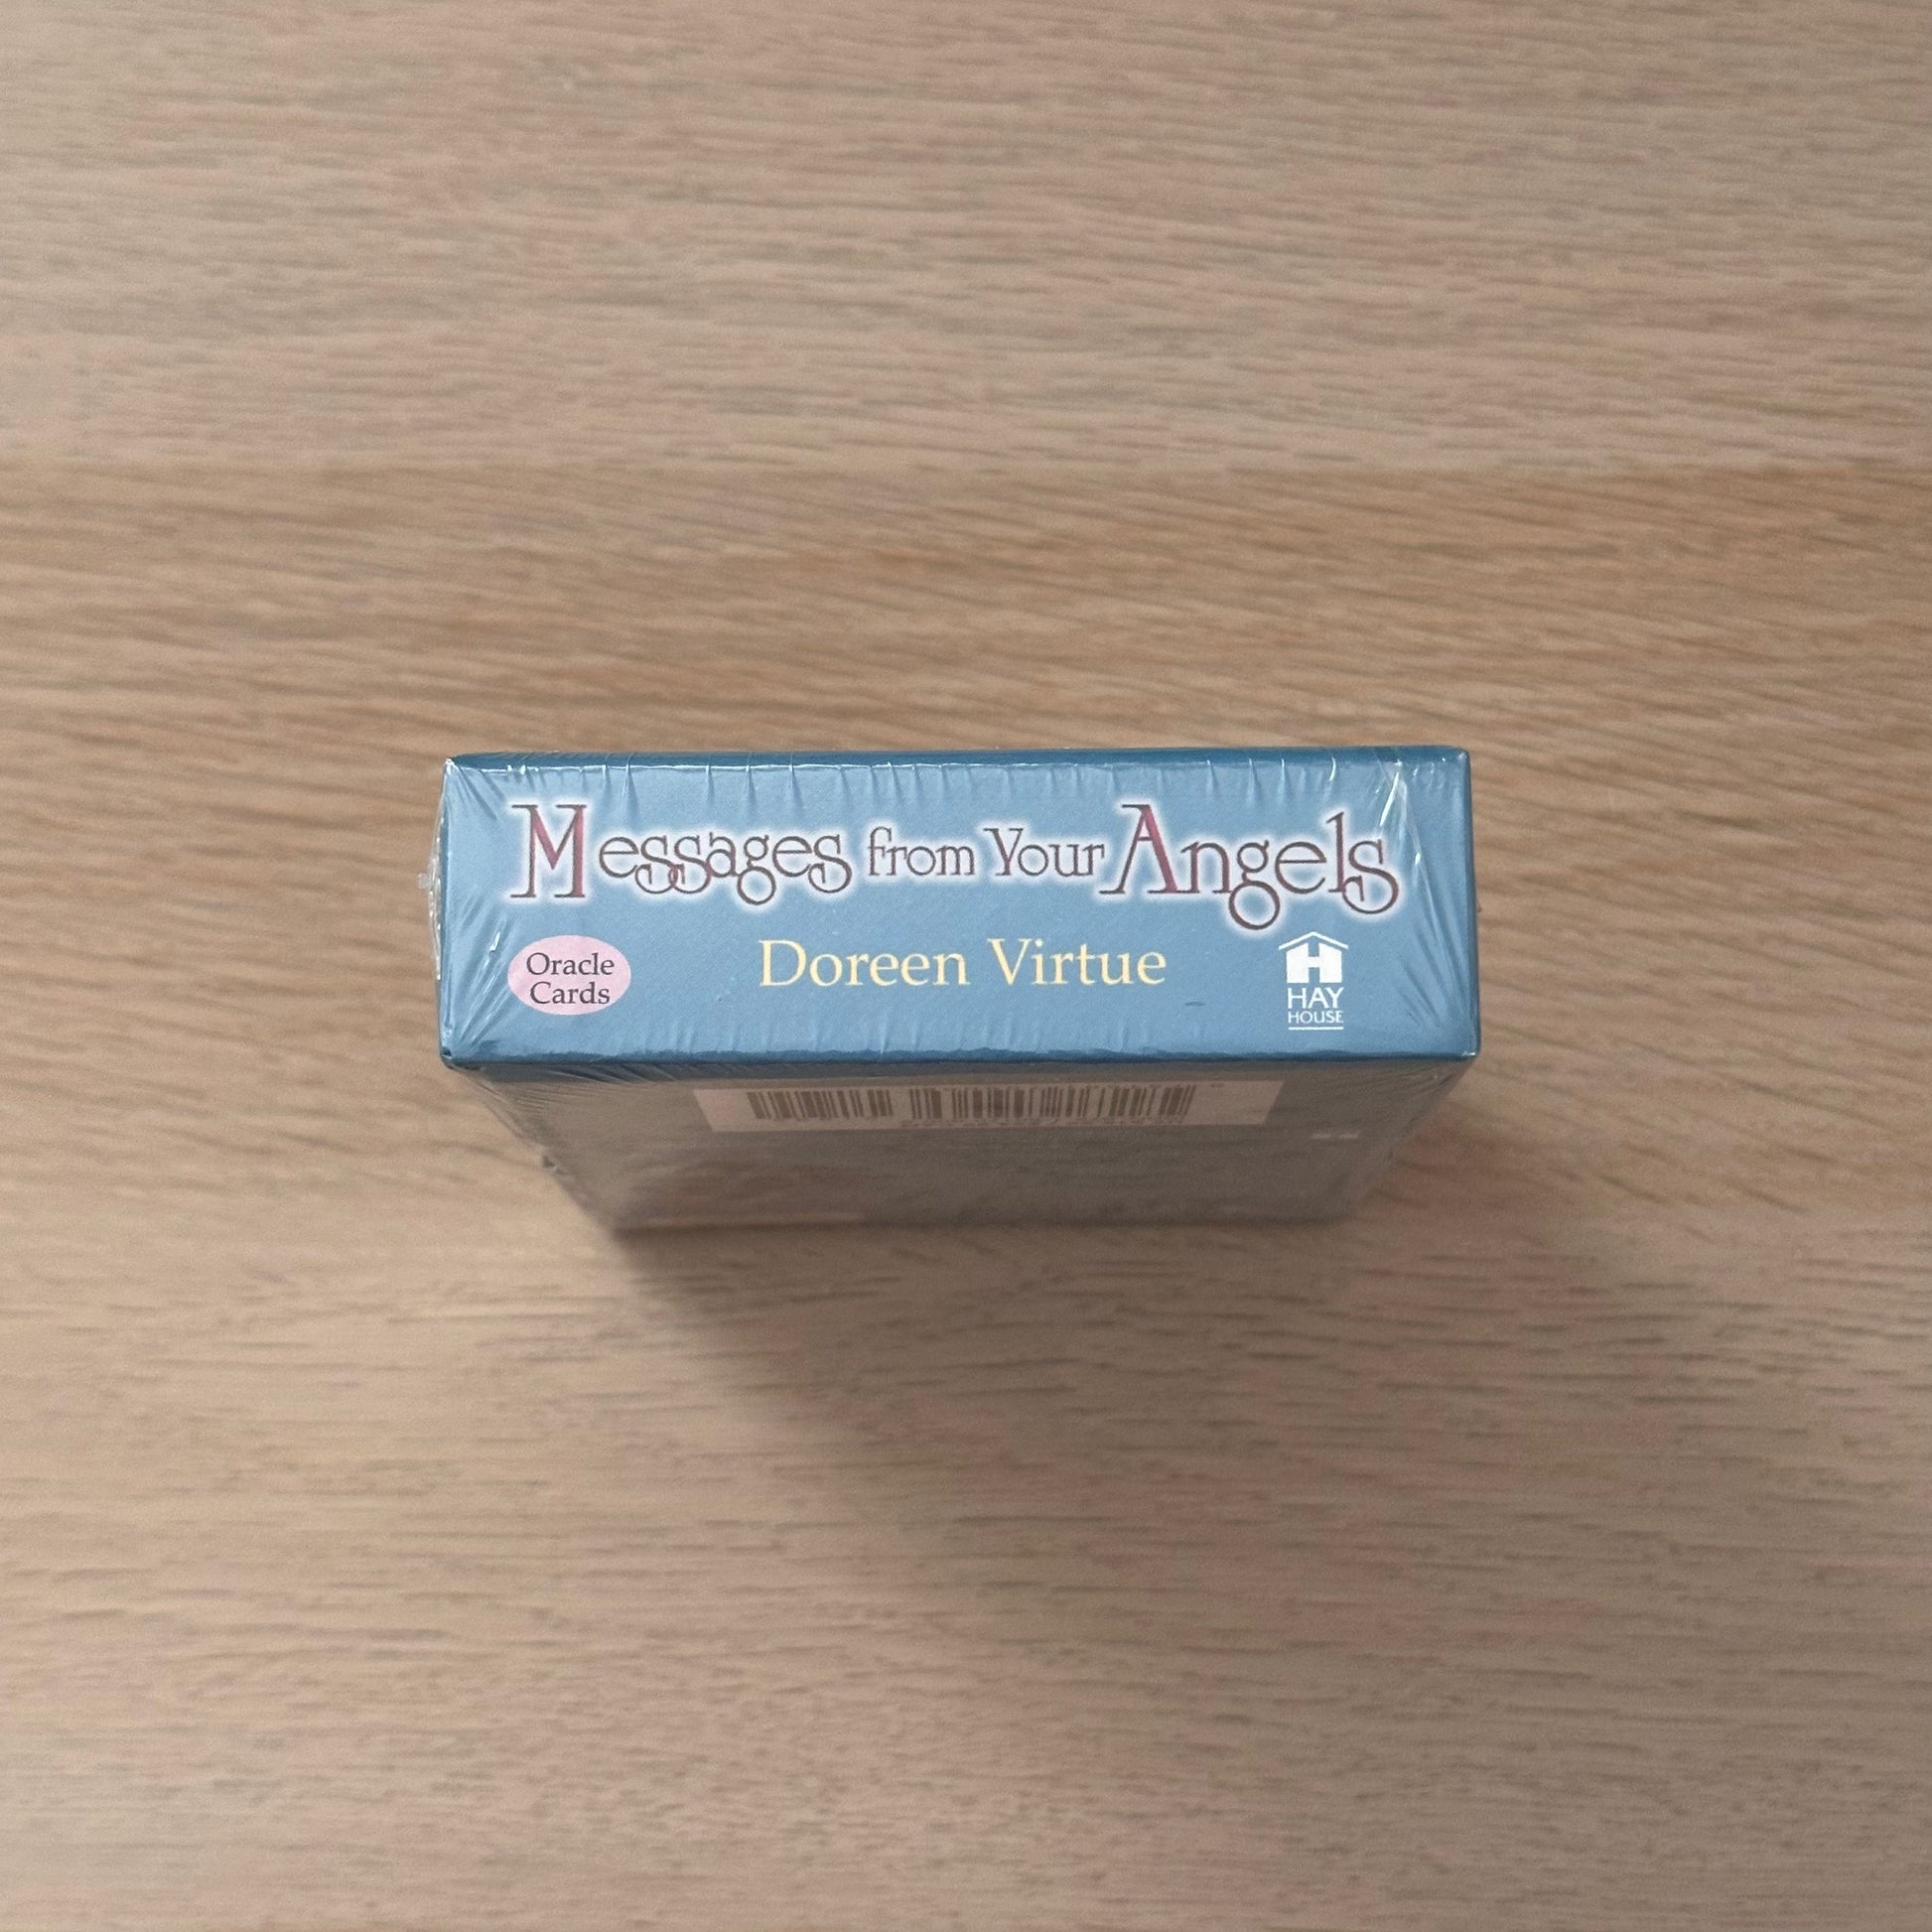 Messages from Your Angels
Doreen Virtue
Oracle
Cards
HAY
HOUSE